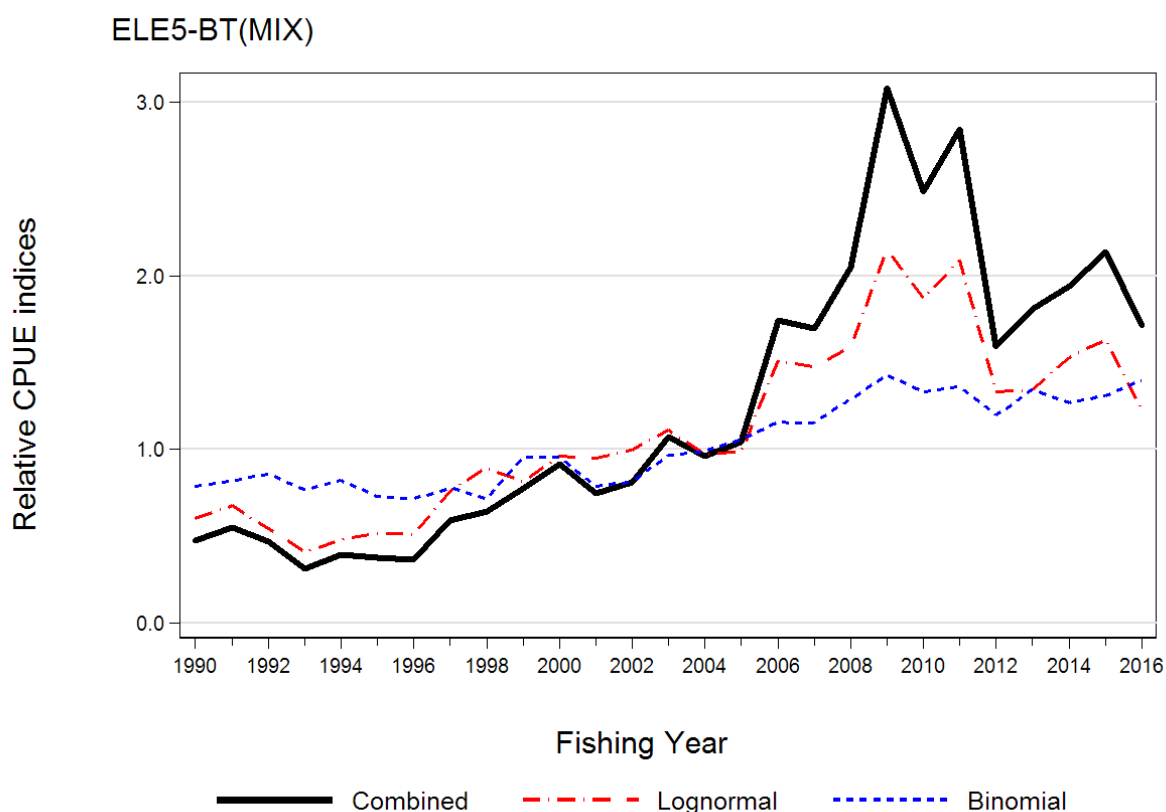 ELE5-BT(MIX)
3.0
2.0
1.0
0.0
Relative CPUE indices
1990 1992 1994 1996 1998 2000 2002 2004 2006 2008 2010 2012 2014 2016
Fishing Year
Combined Lognormal Binomial